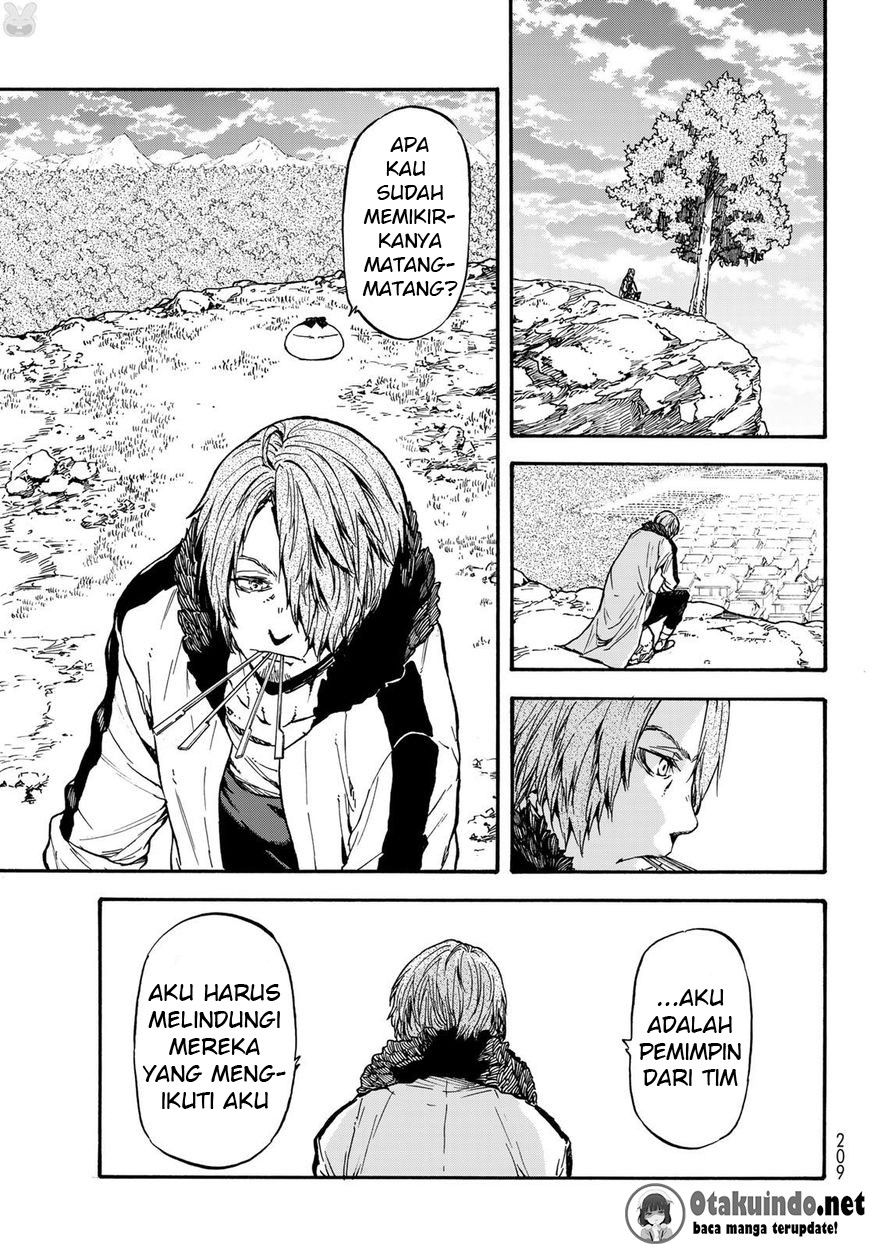 APA
KAU
SUDAH
MEMIKIR-
KANYA
MATANG-
MATANG?
...AKU
ADALAH
PEMIMPIN
DARI TIM
AKU HARUS
MELINDUNGI
MEREKA
YANG MENG-
IKUTI AKU
209
Otakuindo.net
baca manga terupdate!